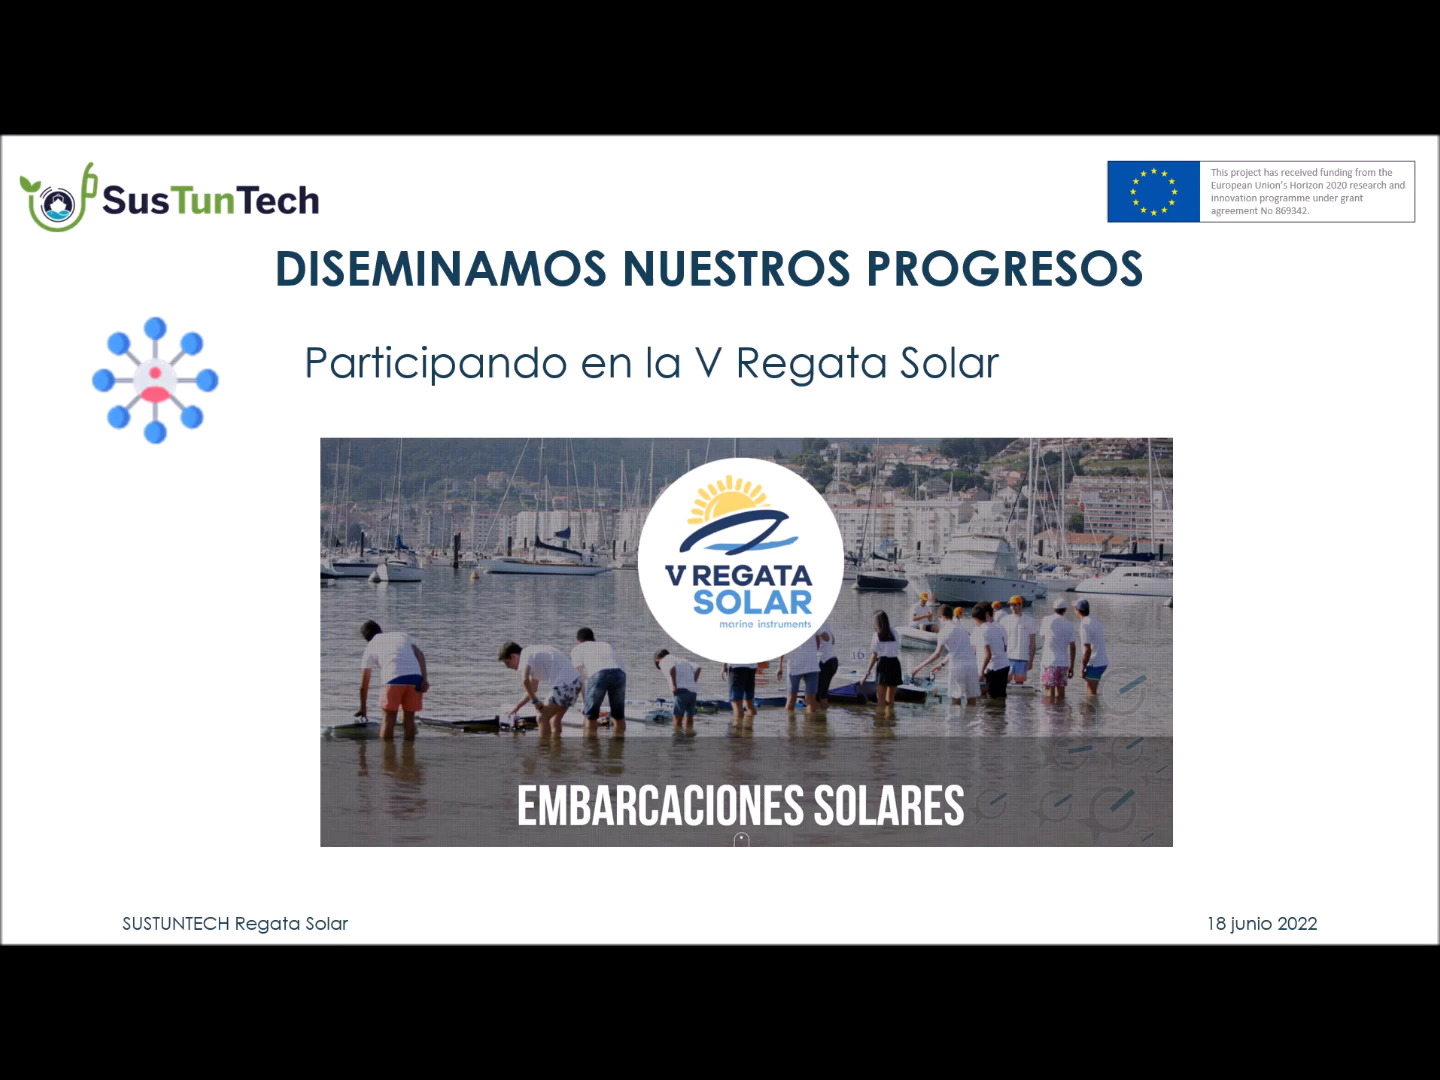 SusTunTech
This project has received funding from the
European Union's Horizon 2020 research and
innovation programme under grant
agreement No 869342.
DISEMINAMOS NUESTROS PROGRESOS
Participando en la V Regata Solar
V REGATA
SOLAR
marine instruments
16
EMBARCACIONES SOLARES
SUSTUNTECH Regata Solar
18 junio 2022